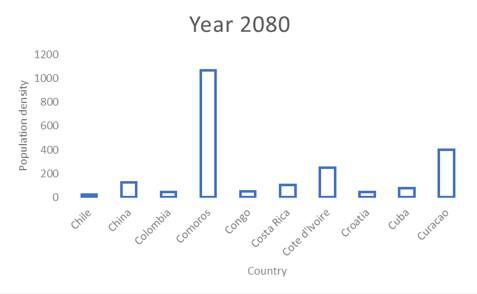 Year 2080
1200
1000
800
600
400
200
0
Population density
Chile
China
Colombia
Comoros
Congo
Costa Rica
Cote d'Ivoire
Croatia
Cuba
Curacao
Country